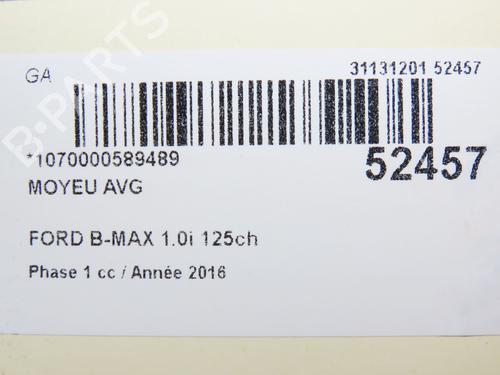 GA
31131201 52457
*1070000589489
52457
MOYEU AVG
FORD B-MAX 1.0i 125ch
Phase 1 cc / Année 2016
B-PARTS